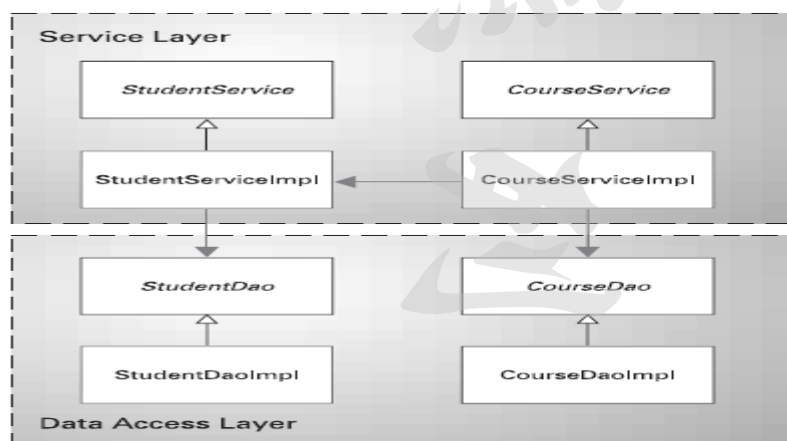 Service Layer
StudentService
CourseService
StudentServiceImpl
CourseServiceImpl
StudentDao
CourseDao
StudentDaoImpl
CourseDaoImpl
Data Access Layer